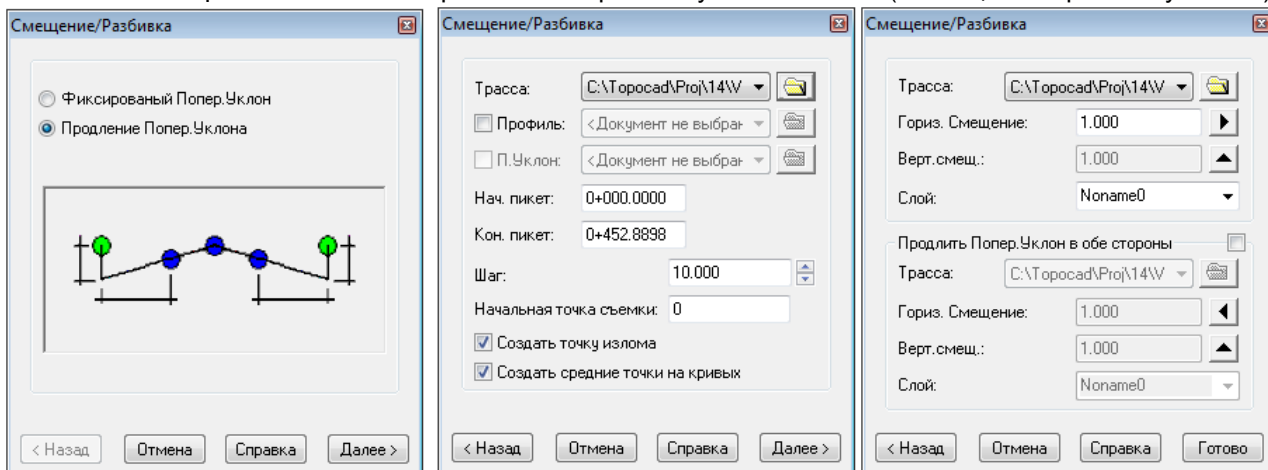 Смещение/Разбивка
Фиксированый Попер.Уклон
Продление Попер.Уклона
< Назад
Отмена
Справка
Далее >
Смещение/Разбивка
Трасса: C:\Topocad\Proj\14\V
Профиль: <Документ не выбран
П.Уклон: <Документ не выбран
Нач. пикет: 0+000.0000
Кон. пикет: 0+452.8898
Шаг: 10.000
Начальная точка съемки: 0
Создать точку излома
Создать средние точки на кривых
< Назад
Отмена
Справка
Далее >
Смещение/Разбивка
Трасса: C:\Topocad\Proj\14\V
Гориз. Смещение: 1.000
Верт.смещ.: 1.000
Слой: Noname0
Продлить Попер.Уклон в обе стороны
Трасса: C:\Topocad\Proj\14\V
Гориз. Смещение: 1.000
Верт.смещ.: 1.000
Слой: Noname0
< Назад
Отмена
Справка
Готово